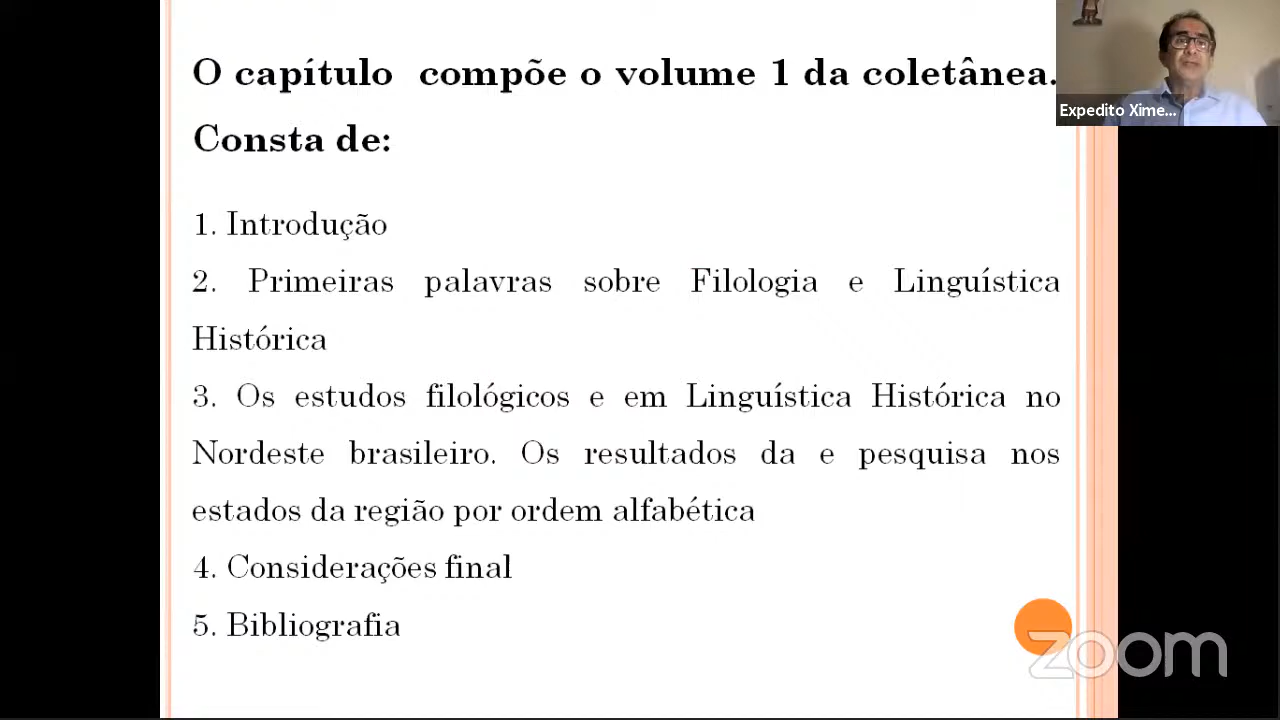 O capítulo compõe o volume 1 da coletânea.
Consta de:
1. Introdução
2. Primeiras palavras sobre Filologia e Linguística
Histórica
3. Os estudos filológicos e em Linguística Histórica no
Nordeste brasileiro. Os resultados da e pesquisa nos
estados da região por ordem alfabética
4. Considerações final
5. Bibliografia
Expedito Xime...
zoom